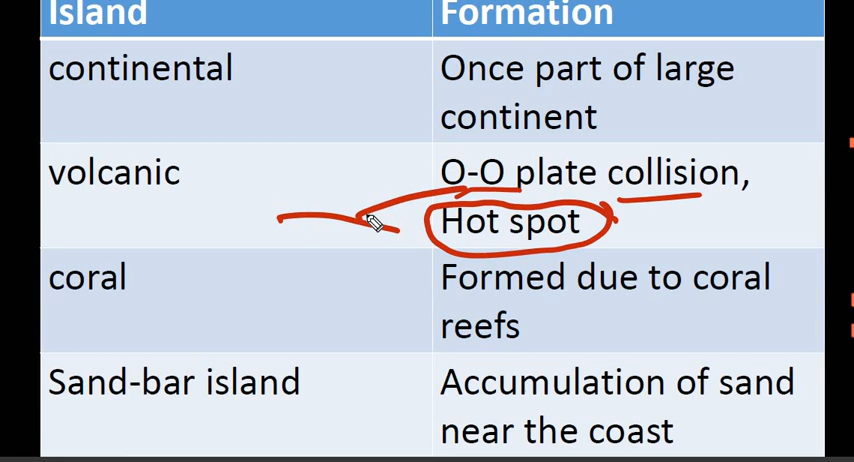 Island Formation
continental Once part of large
continent
volcanic O-O plate collision,
Hot spot
coral Formed due to coral
reefs
Sand-bar island Accumulation of sand
near the coast